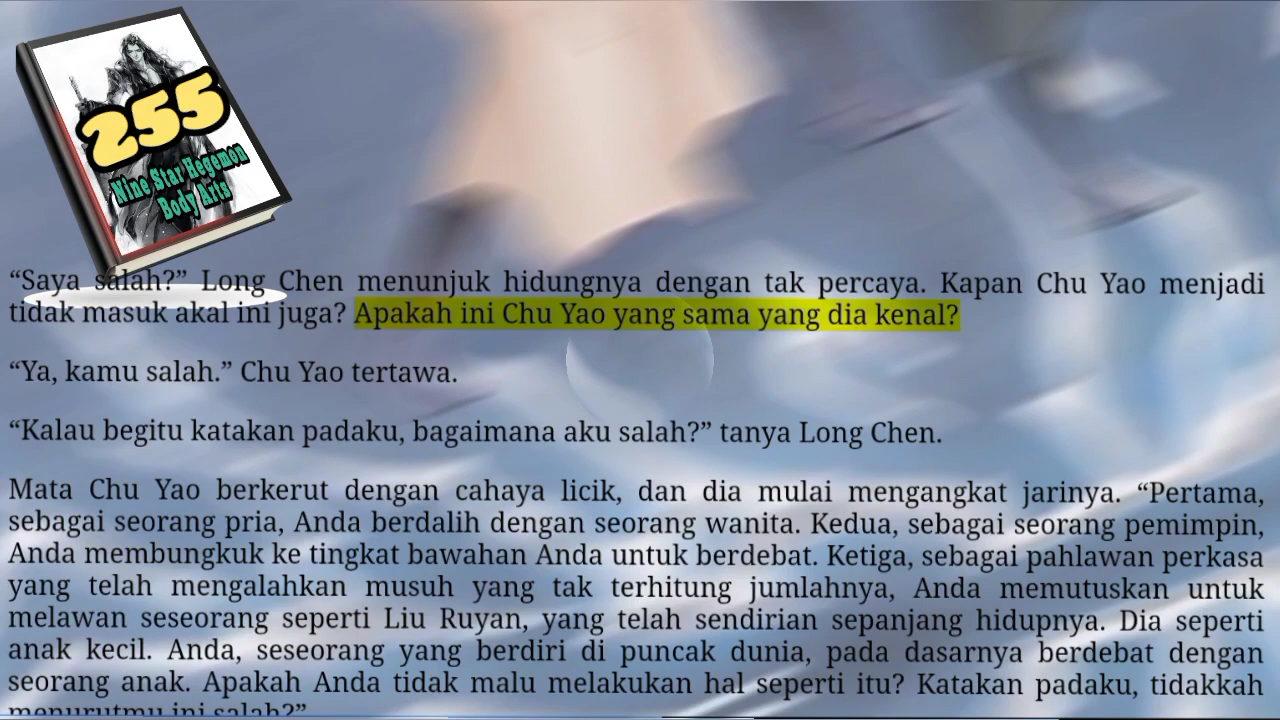 255
Nine Star Hegemon
Body Arts
“Saya salah?” Long Chen menunjuk hidungnya dengan tak percaya. Kapan Chu Yao menjadi
tidak masuk akal ini juga? Apakah ini Chu Yao yang sama yang dia kenal?
“Ya, kamu salah.” Chu Yao tertawa.
“Kalau begitu katakan padaku, bagaimana aku salah?” tanya Long Chen.
Mata Chu Yao berkerut dengan cahaya licik, dan dia mulai mengangkat jarinya. “Pertama,
sebagai seorang pria, Anda berdalih dengan seorang wanita. Kedua, sebagai seorang pemimpin,
Anda membungkuk ke tingkat bawahan Anda untuk berdebat. Ketiga, sebagai pahlawan perkasa
yang telah mengalahkan musuh yang tak terhitung jumlahnya, Anda memutuskan untuk
melawan seseorang seperti Liu Ruyan, yang telah sendirian sepanjang hidupnya. Dia seperti
anak kecil. Anda, seseorang yang berdiri di puncak dunia, pada dasarnya berdebat dengan
seorang anak. Apakah Anda tidak malu melakukan hal seperti itu? Katakan padaku, tidakkah
menurutmu ini salah?”